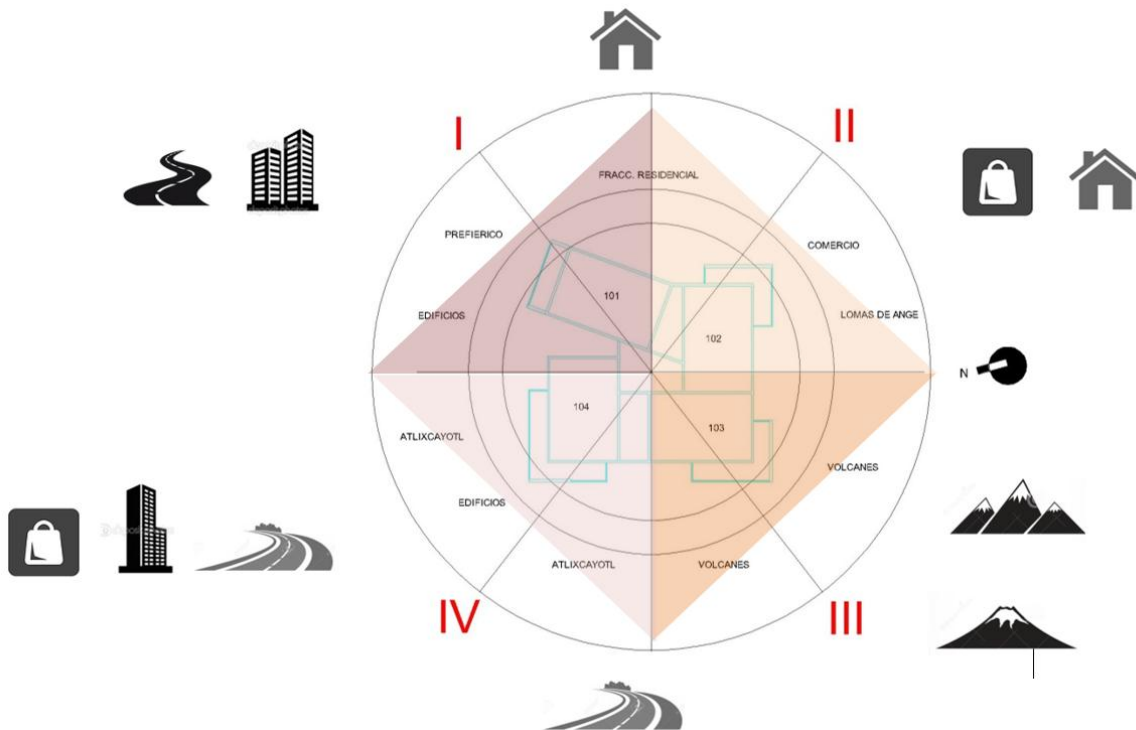 I
II
FRACC. RESIDENCIAL
PREFIERICO
COMERCIO
101
EDIFICIOS
LOMAS DE ANGE
102
N
104
103
ATLIXCAYOTL
VOLCANES
EDIFICIOS
ATLIXCAYOTL
VOLCANES
IV
III